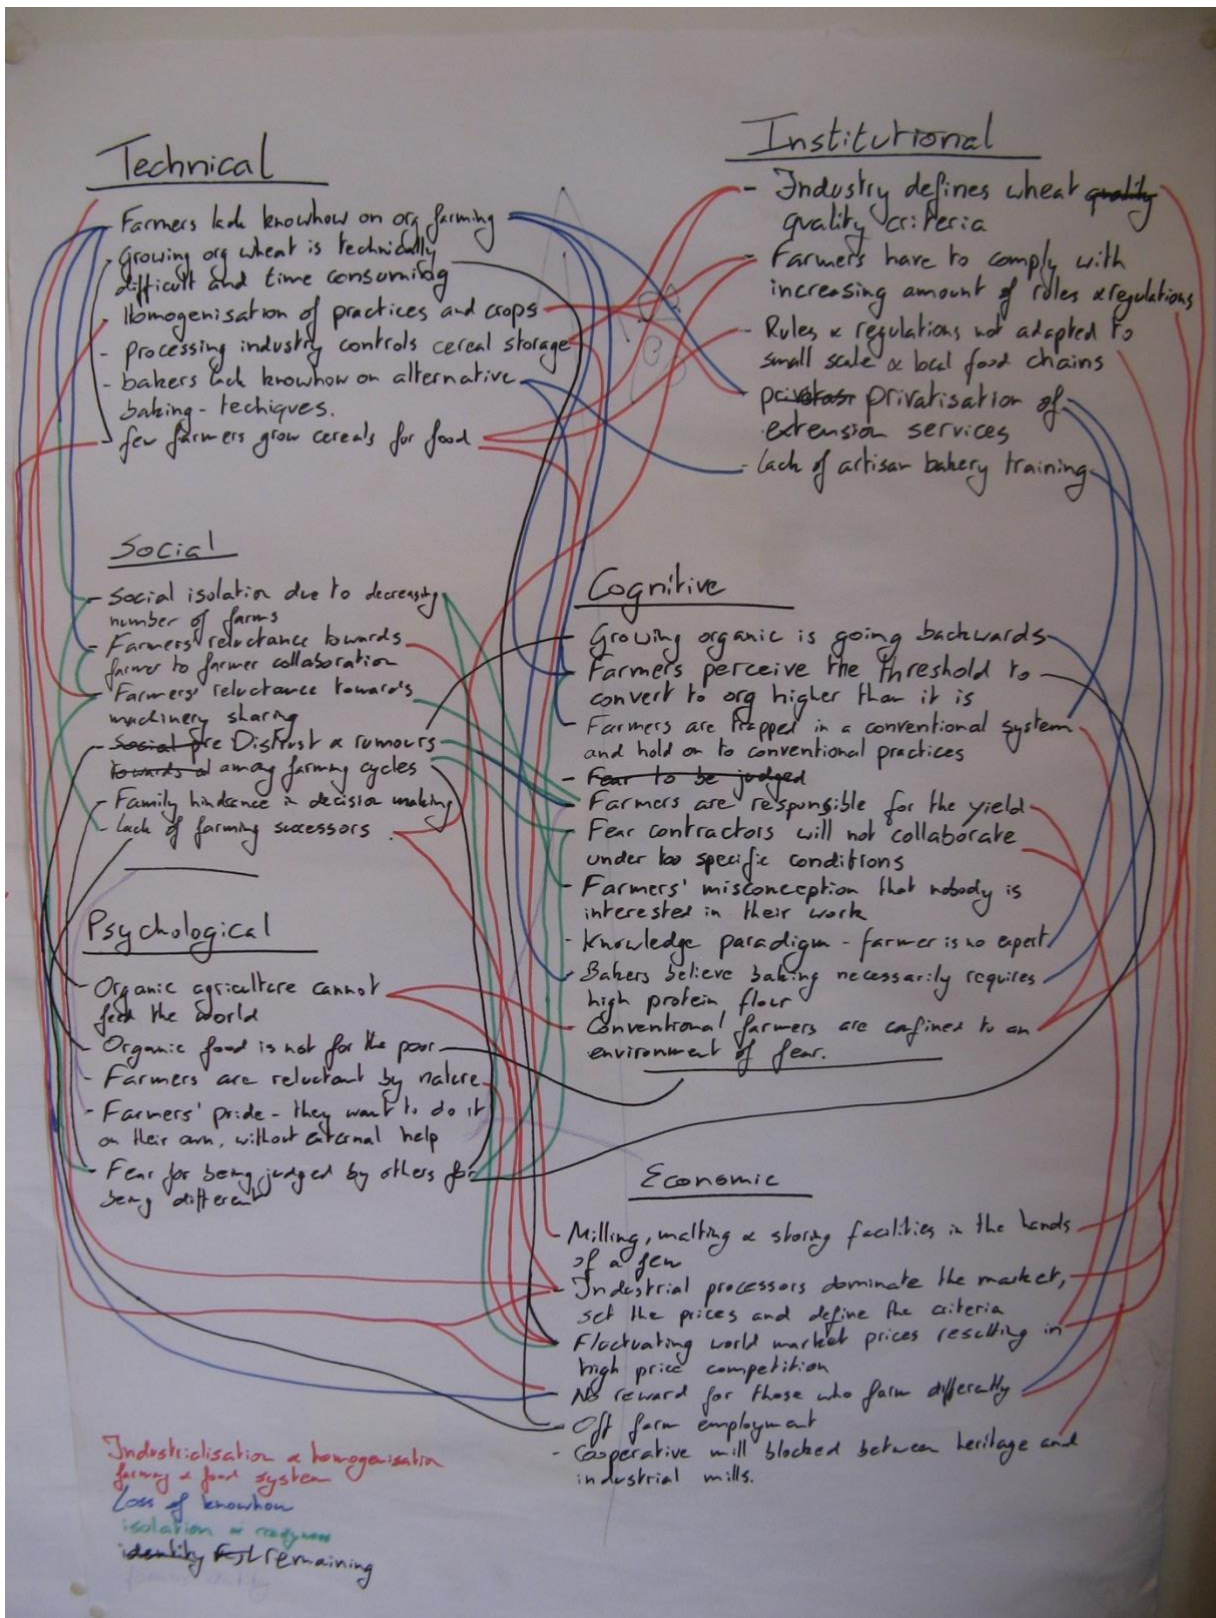 Technical
- Farmers lack knowhow on org farming
- Growing org wheat is technically
difficult and time consuming
- Homogenisation of practices and crops
- processing industry controls cereal storage
- bakers lack knowhow on alternative
baking - techiques.
- few farmers grow cereals for food
Social
- Social isolation due to decreasing
number of farms
- Farmers' reluctance towards
farmer to farmer collaboration
- Farmers' reluctance towards
machinery sharing
- Social pre Distrust & rumours
towards a among farming cycles
- Family hindrance in decision making
- Lack of farming successors
Psychological
- Organic agriculture cannot
feed the world
- Organic food is not for the poor
- Farmers are reluctant by nature
- Farmers' pride - they want to do it
on their own, without external help
- Fear for being judged by others for
being different
Institutional
- Industry defines wheat quality
quality criteria
- Farmers have to comply with
increasing amount of rules & regulations
- Rules & regulations not adapted to
small scale & local food chains
- privatisation of
extension services
- Lack of artisan bakery training
Cognitive
- Growing organic is going backwards
- Farmers perceive the threshold to
convert to org higher than it is
- Farmers are trapped in a conventional system
and hold on to conventional practices
- Fear to be judged
- Farmers are responsible for the yield
- Fear contractors will not collaborate
under too specific conditions
- Farmers' misconception that nobody is
interested in their work
- Knowledge paradigm - farmer is no expert
- Bakers believe baking necessarily requires
high protein flour
- Conventional farmers are confined to an
environment of fear.
Economic
- Milling, malting & storing facilities in the hands
of a few
- Industrial processors dominate the market,
set the prices and define the criteria
- Fluctuating world market prices resulting in
high price competition
- No reward for those who farm differently
- Off farm employment
- Cooperative mill blocked between heritage and
industrial mills.
Industrialisation & homogenisation
farming & food system
Loss of knowhow
isolation &
identity remaining